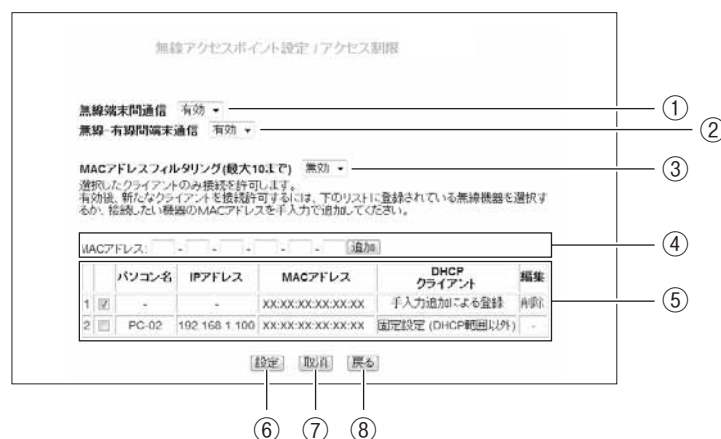 無線アクセスポイント設定 / アクセス制限
無線端末間通信 有効
①
無線-有線間端末通信 有効
②
MACアドレスフィルタリング(最大10まで) 無効
③
選択したクライアントのみ接続を許可します。
有効後、新たなクライアントを接続許可するには、下のリストに登録されている無線機器を選択す
るか、接続したい機器のMACアドレスを手入力で追加してください。
MACアドレス: - - - - - 追加
④
パソコン名 IPアドレス MACアドレス DHCPクライアント 編集
⑤
1 - - XX:XX:XX:XX:XX:XX 手入力追加による登録 削除
2 PC-02 192.168.1.100 XX:XX:XX:XX:XX:XX 固定設定 (DHCP範囲以外) -
設定 取消 戻る
⑥ ⑦ ⑧